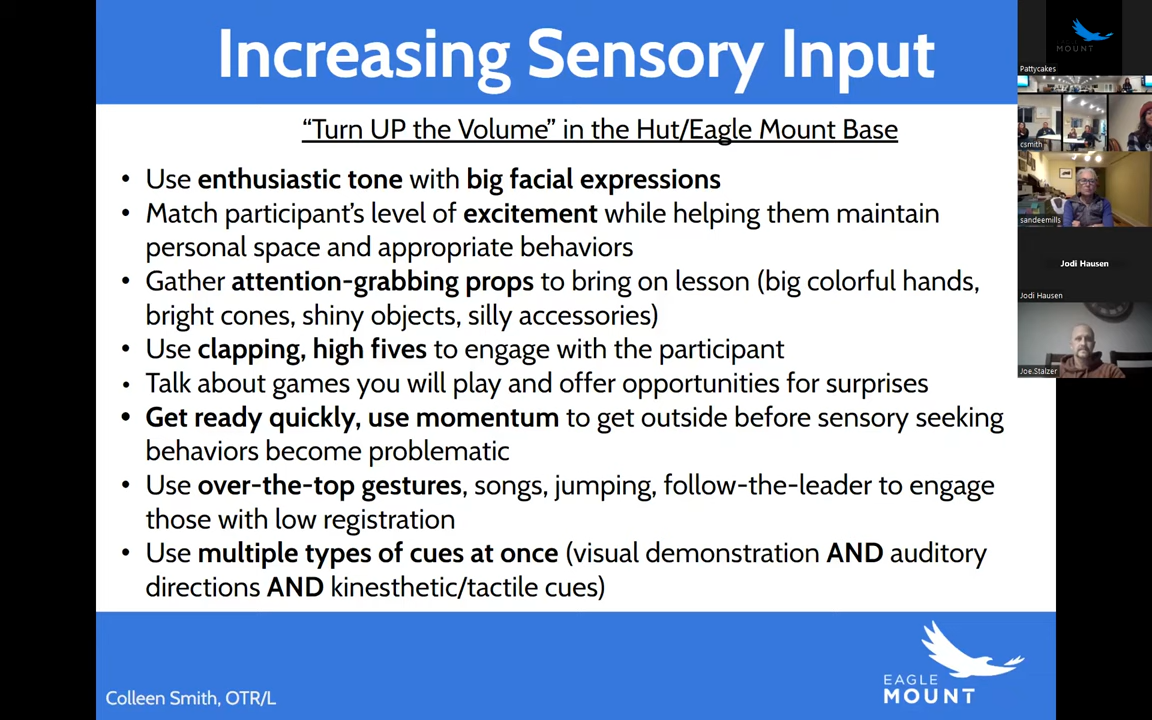 Increasing Sensory Input
“Turn UP the Volume” in the Hut/Eagle Mount Base
• Use enthusiastic tone with big facial expressions
• Match participant’s level of excitement while helping them maintain
personal space and appropriate behaviors
• Gather attention-grabbing props to bring on lesson (big colorful hands,
bright cones, shiny objects, silly accessories)
• Use clapping, high fives to engage with the participant
• Talk about games you will play and offer opportunities for surprises
• Get ready quickly, use momentum to get outside before sensory seeking
behaviors become problematic
• Use over-the-top gestures, songs, jumping, follow-the-leader to engage
those with low registration
• Use multiple types of cues at once (visual demonstration AND auditory
directions AND kinesthetic/tactile cues)
Colleen Smith, OTR/L
EAGLE
MOUNT
MOUNT
Pattycakes
csmith
sandeemills
Jodi Hausen
Jodi Hausen
Joe.Stalzer